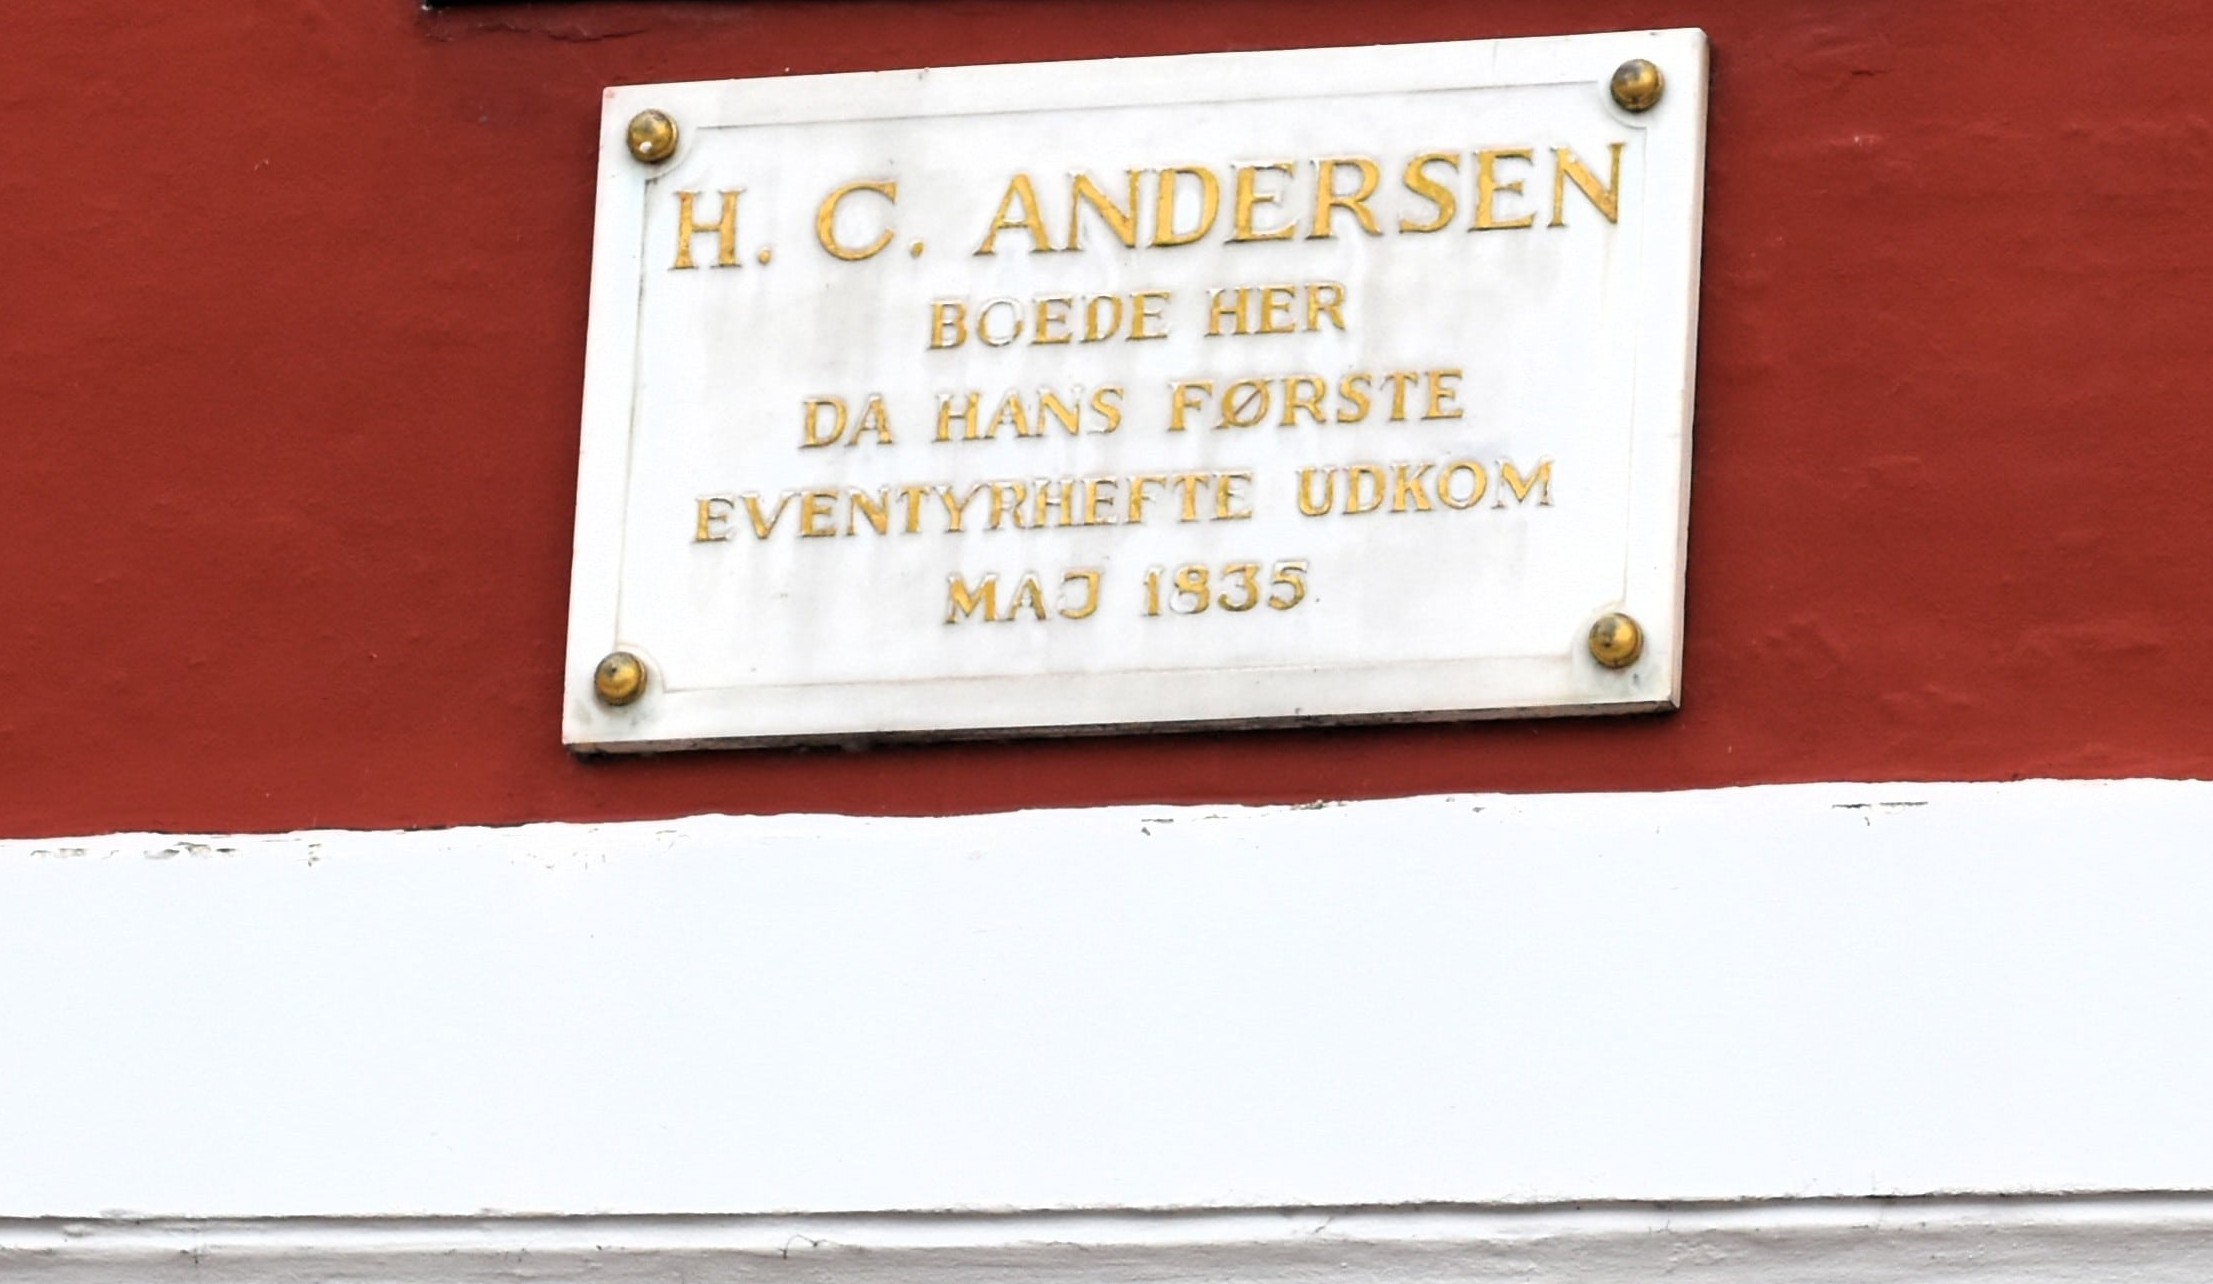 H. C. ANDERSEN
BOEDE HER
DA HANS FØRSTE
EVENTYRHEFTE UDKOM
MAJ 1835